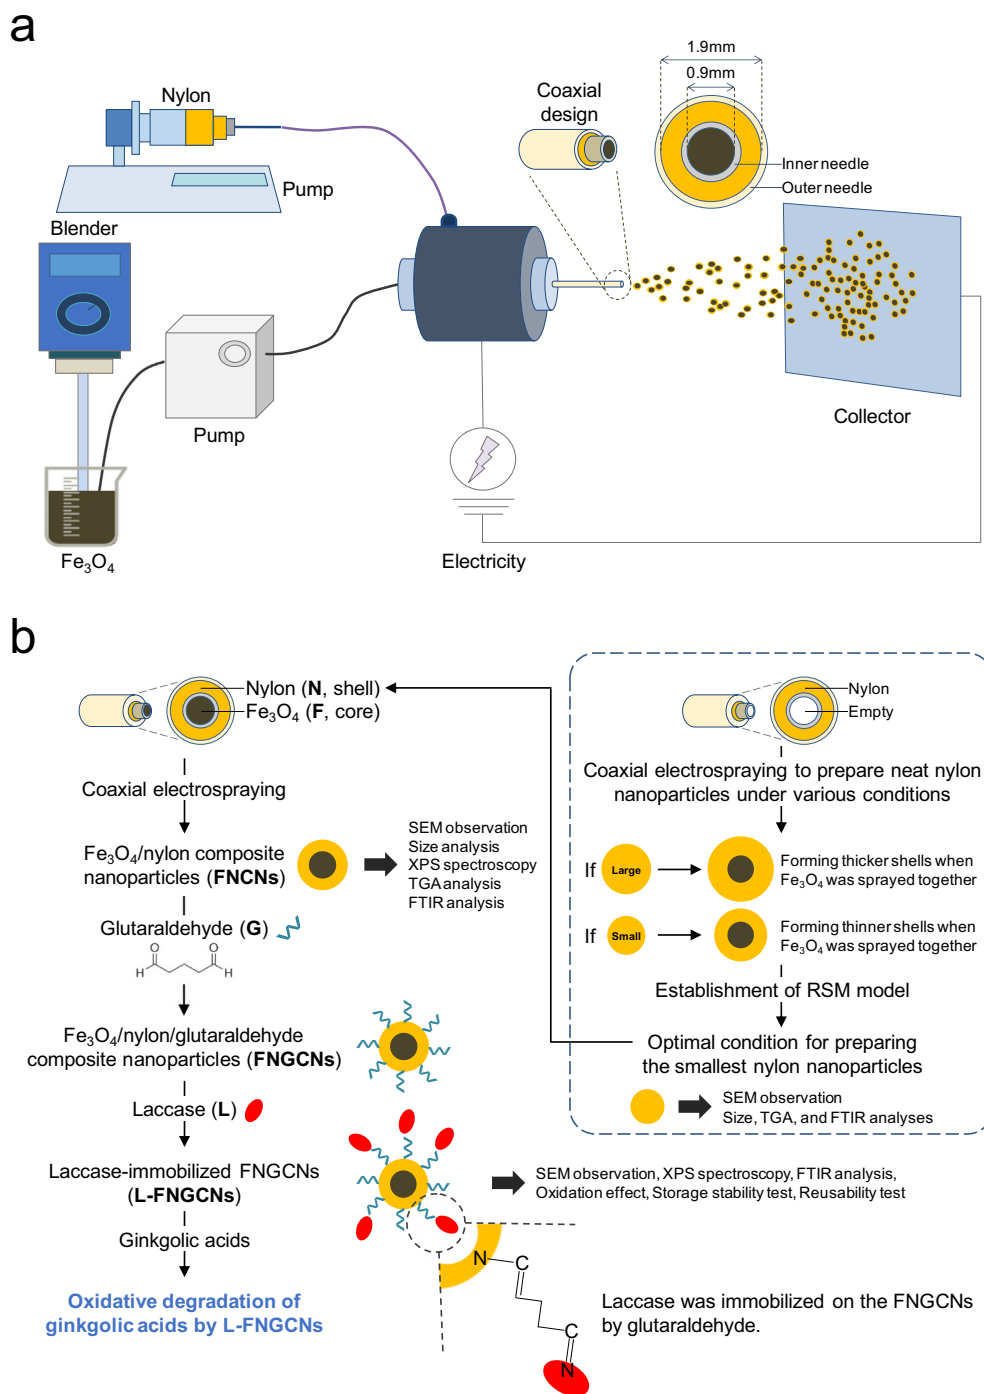 a
1.9mm
0.9mm
Nylon
Coaxial
design
Inner needle
Outer needle
Pump
Blender
Pump
Collector
Fe₃O₄
Electricity
b
Nylon (N, shell)
Fe₃O₄ (F, core)
Coaxial electrospraying
Fe₃O₄/nylon composite
nanoparticles (FNCNs)
SEM observation
Size analysis
XPS spectroscopy
TGA analysis
FTIR analysis
Glutaraldehyde (G)
O
O
H
H
Fe₃O₄/nylon/glutaraldehyde
composite nanoparticles (FNGCNs)
Laccase (L)
Laccase-immobilized FNGCNs
(L-FNGCNs)
SEM observation, XPS spectroscopy, FTIR analysis,
Oxidation effect, Storage stability test, Reusability test
Ginkgolic acids
Oxidative degradation of
ginkgolic acids by L-FNGCNs
N
C
C
N
Laccase was immobilized on the FNGCNs
by glutaraldehyde.
Nylon
Empty
Coaxial electrospraying to prepare neat nylon
nanoparticles under various conditions
If
Large
Forming thicker shells when
Fe₃O₄ was sprayed together
If
Small
Forming thinner shells when
Fe₃O₄ was sprayed together
Establishment of RSM model
Optimal condition for preparing
the smallest nylon nanoparticles
SEM observation
Size, TGA, and FTIR analyses